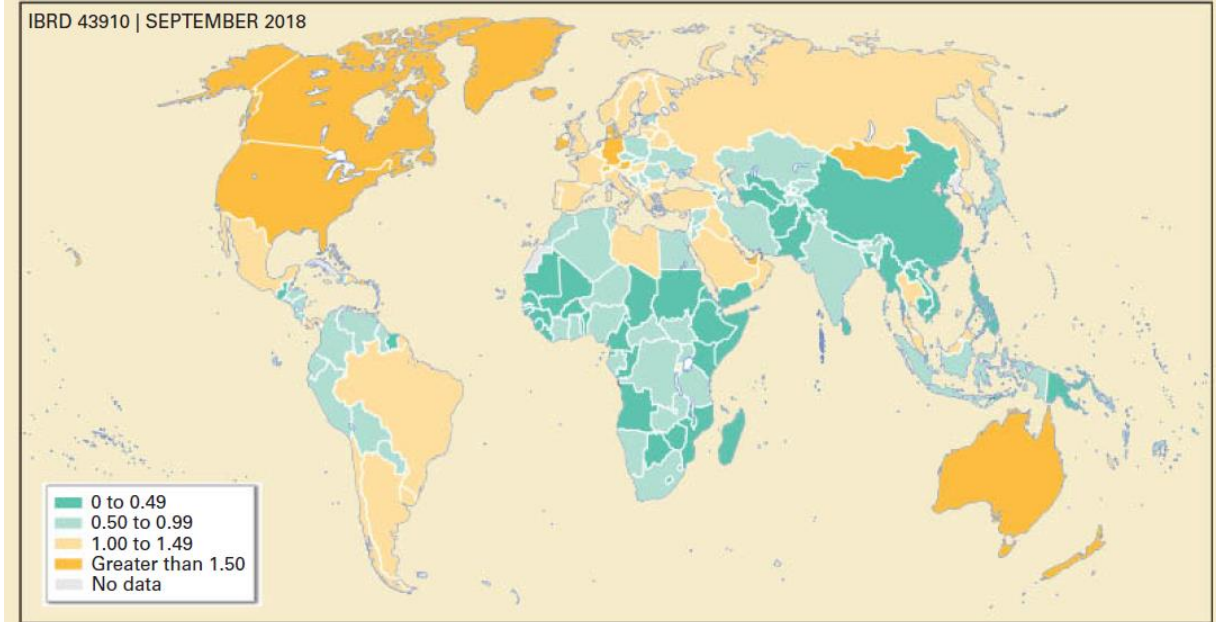 IBRD 43910 | SEPTEMBER 2018
0 to 0.49
0.50 to 0.99
1.00 to 1.49
Greater than 1.50
No data